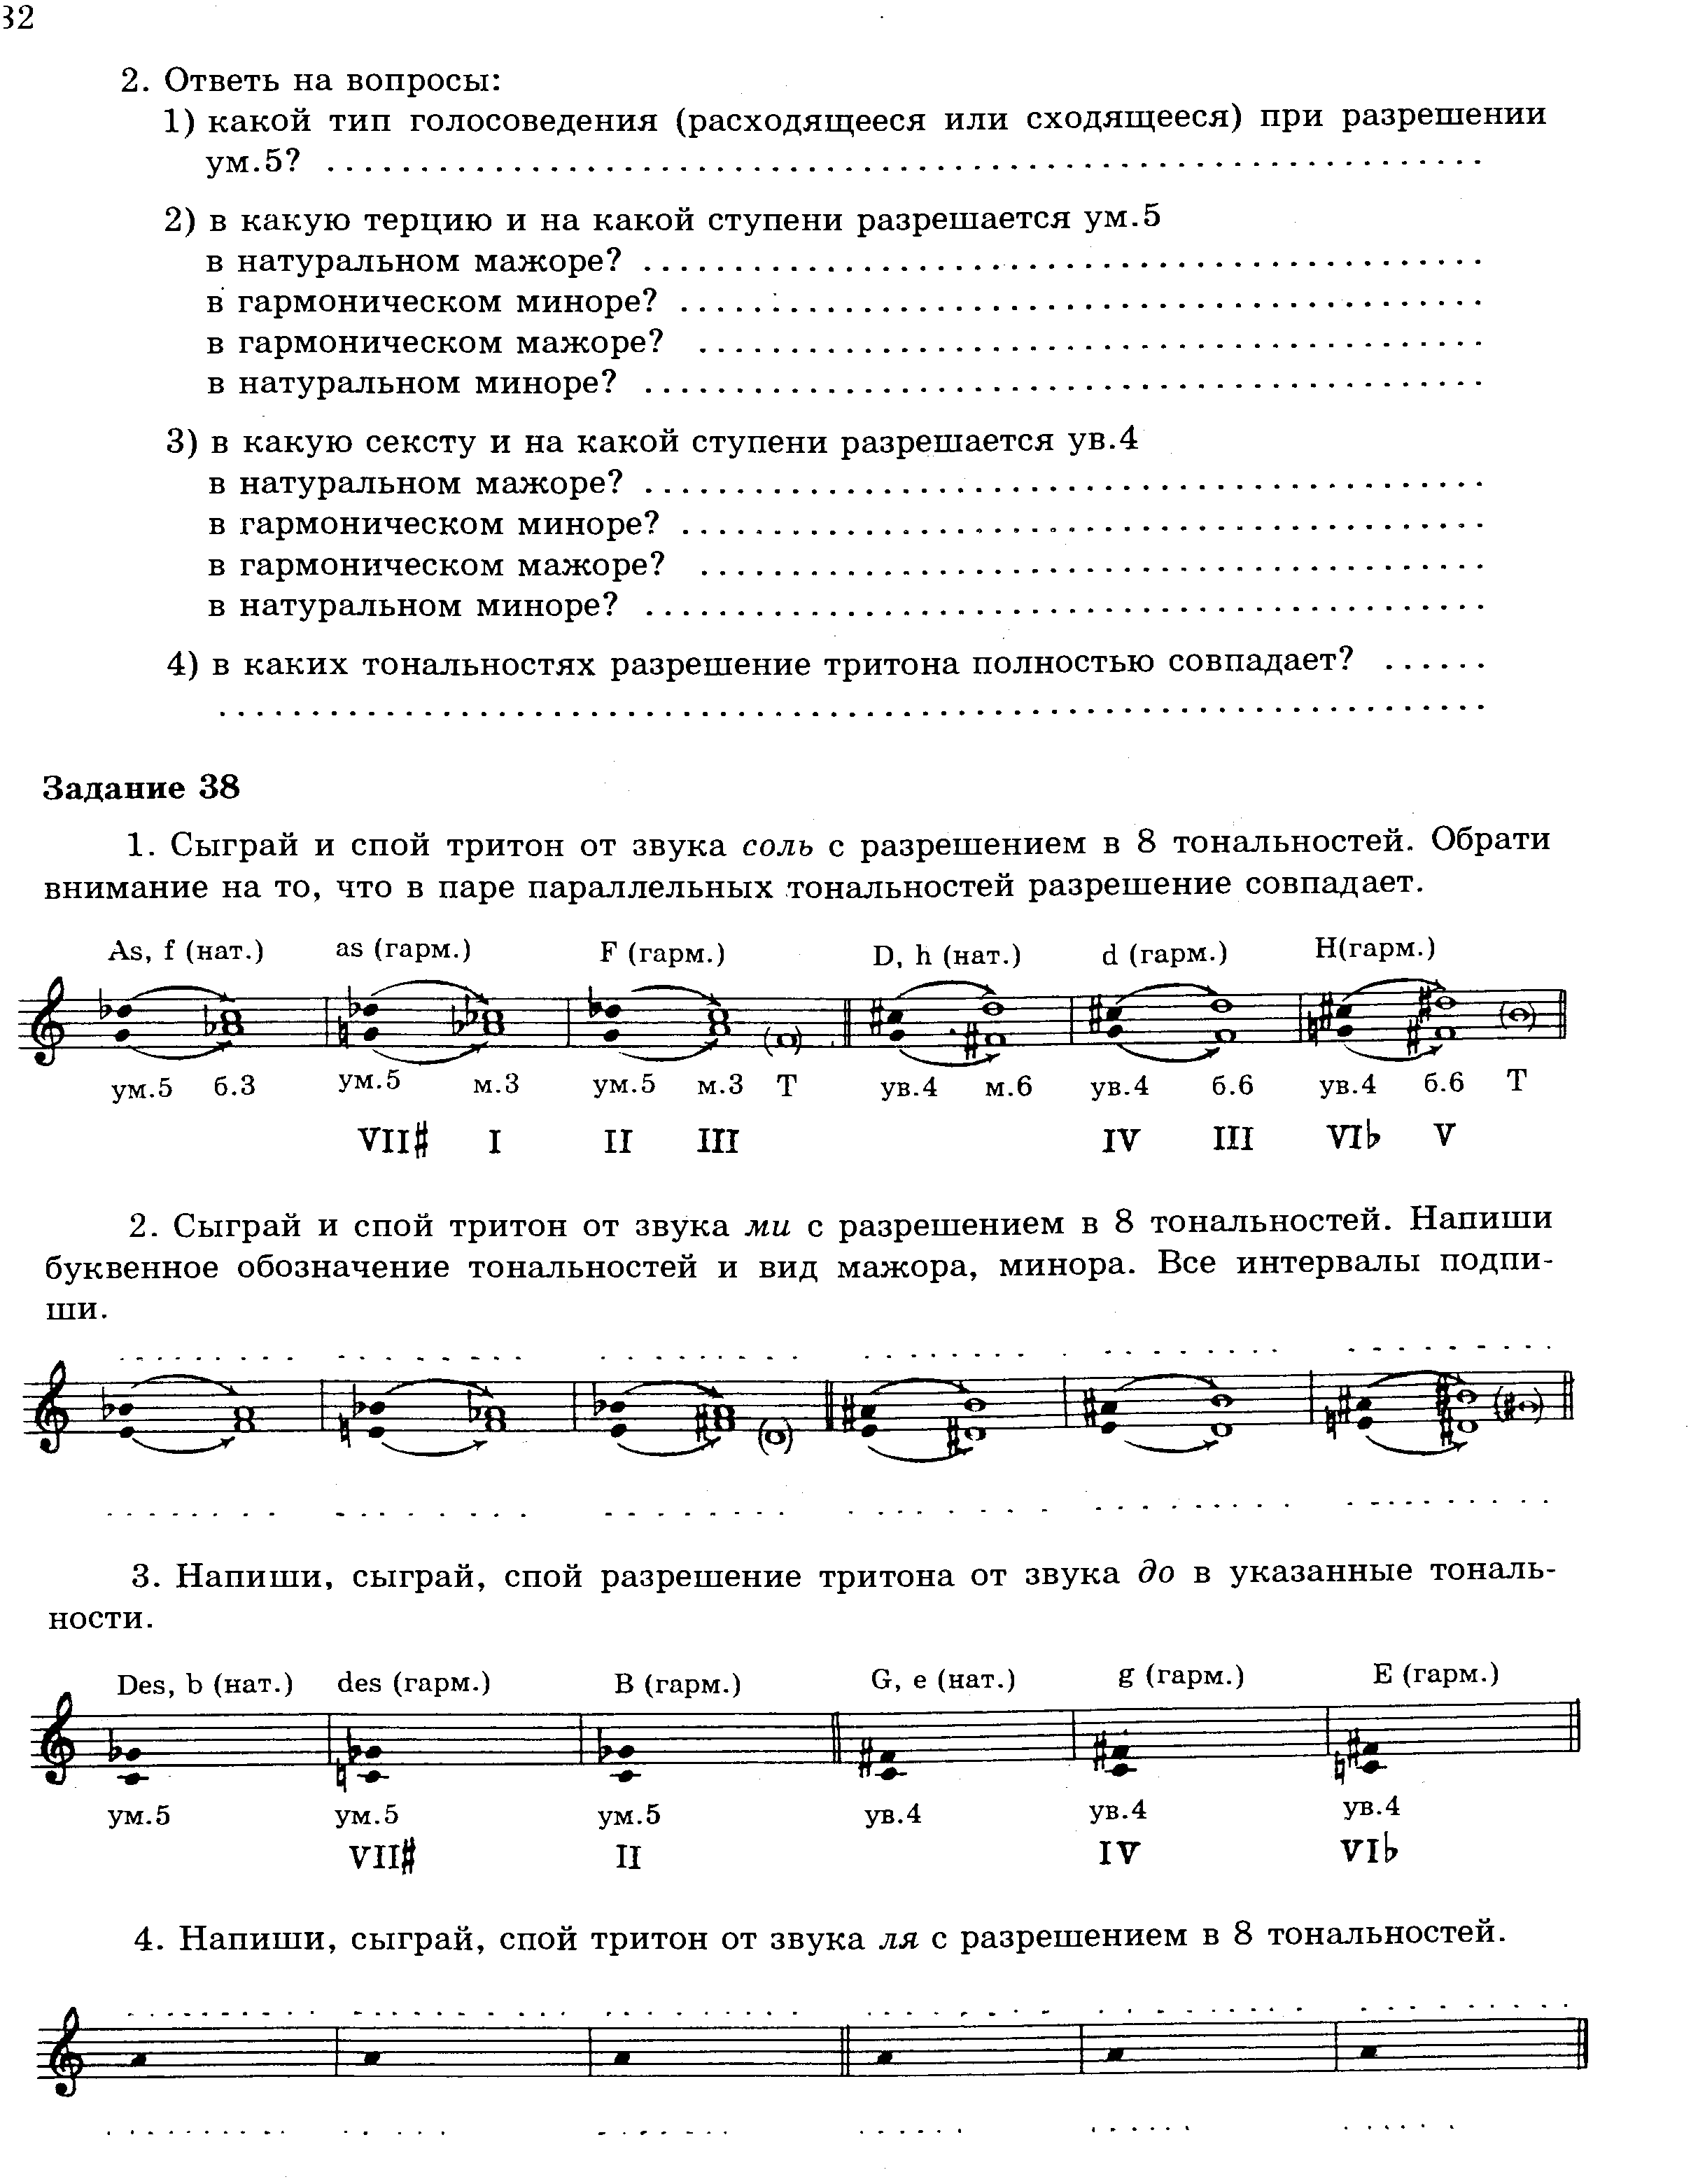 32
2. Ответь на вопросы:
1) какой тип голосоведения (расходящееся или сходящееся) при разрешении
ум.5? ...............................................................
2) в какую терцию и на какой ступени разрешается ум.5
в натуральном мажоре? ..............................................
в гармоническом миноре? ............................................
в гармоническом мажоре? ...........................................
в натуральном миноре? ..............................................
3) в какую сексту и на какой ступени разрешается ув.4
в натуральном мажоре? ..............................................
в гармоническом миноре? ............................................
в гармоническом мажоре? ...........................................
в натуральном миноре? ..............................................
4) в каких тональностях разрешение тритона полностью совпадает? ......
.....................................................................
Задание 38
1. Сыграй и спой тритон от звука соль с разрешением в 8 тональностей. Обрати
внимание на то, что в паре параллельных тональностей разрешение совпадает.
As, f (нат.) as (гарм.) F (гарм.) D, h (нат.) d (гарм.) H(гарм.)
ум.5 б.3 ум.5 м.3 ум.5 м.3 Т ув.4 м.6 ув.4 б.6 ув.4 б.6 Т
VII♯ I II III IV III VI♭ V
2. Сыграй и спой тритон от звука ми с разрешением в 8 тональностей. Напиши
буквенное обозначение тональностей и вид мажора, минора. Все интервалы подпи-
ши.
3. Напиши, сыграй, спой разрешение тритона от звука до в указанные тональ-
ности.
Des, b (нат.) des (гарм.) B (гарм.) G, e (нат.) g (гарм.) E (гарм.)
ум.5 ум.5 ум.5 ув.4 ув.4 ув.4
VII♯ II IV VI♭
4. Напиши, сыграй, спой тритон от звука ля с разрешением в 8 тональностей.